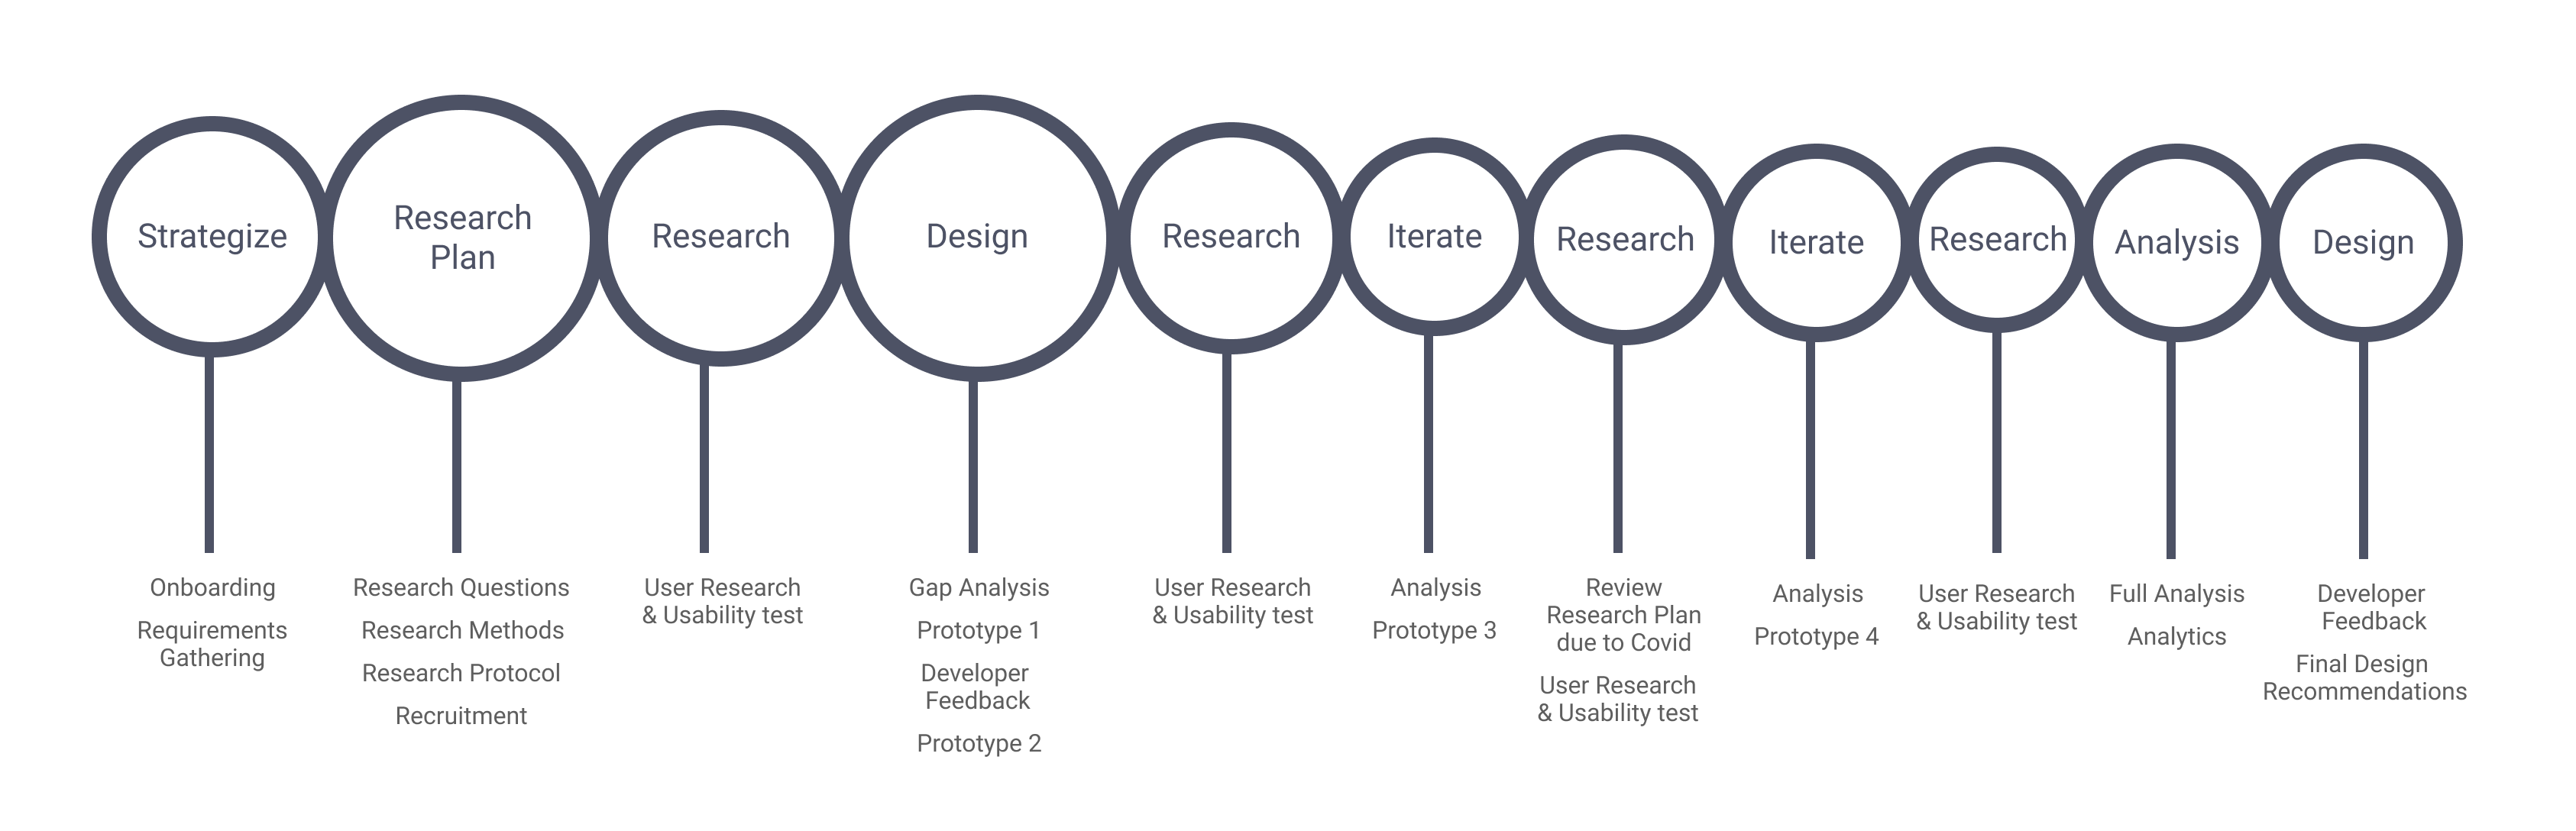 Strategize
Research
Plan
Research
Design
Research
Iterate
Research
Iterate
Research
Analysis
Design
Onboarding
Requirements
Gathering
Research Questions
Research Methods
Research Protocol
Recruitment
User Research
& Usability test
Gap Analysis
Prototype 1
Developer
Feedback
Prototype 2
User Research
& Usability test
Analysis
Prototype 3
Review
Research Plan
due to Covid
User Research
& Usability test
Analysis
Prototype 4
User Research
& Usability test
Full Analysis
Analytics
Developer
Feedback
Final Design
Recommendations